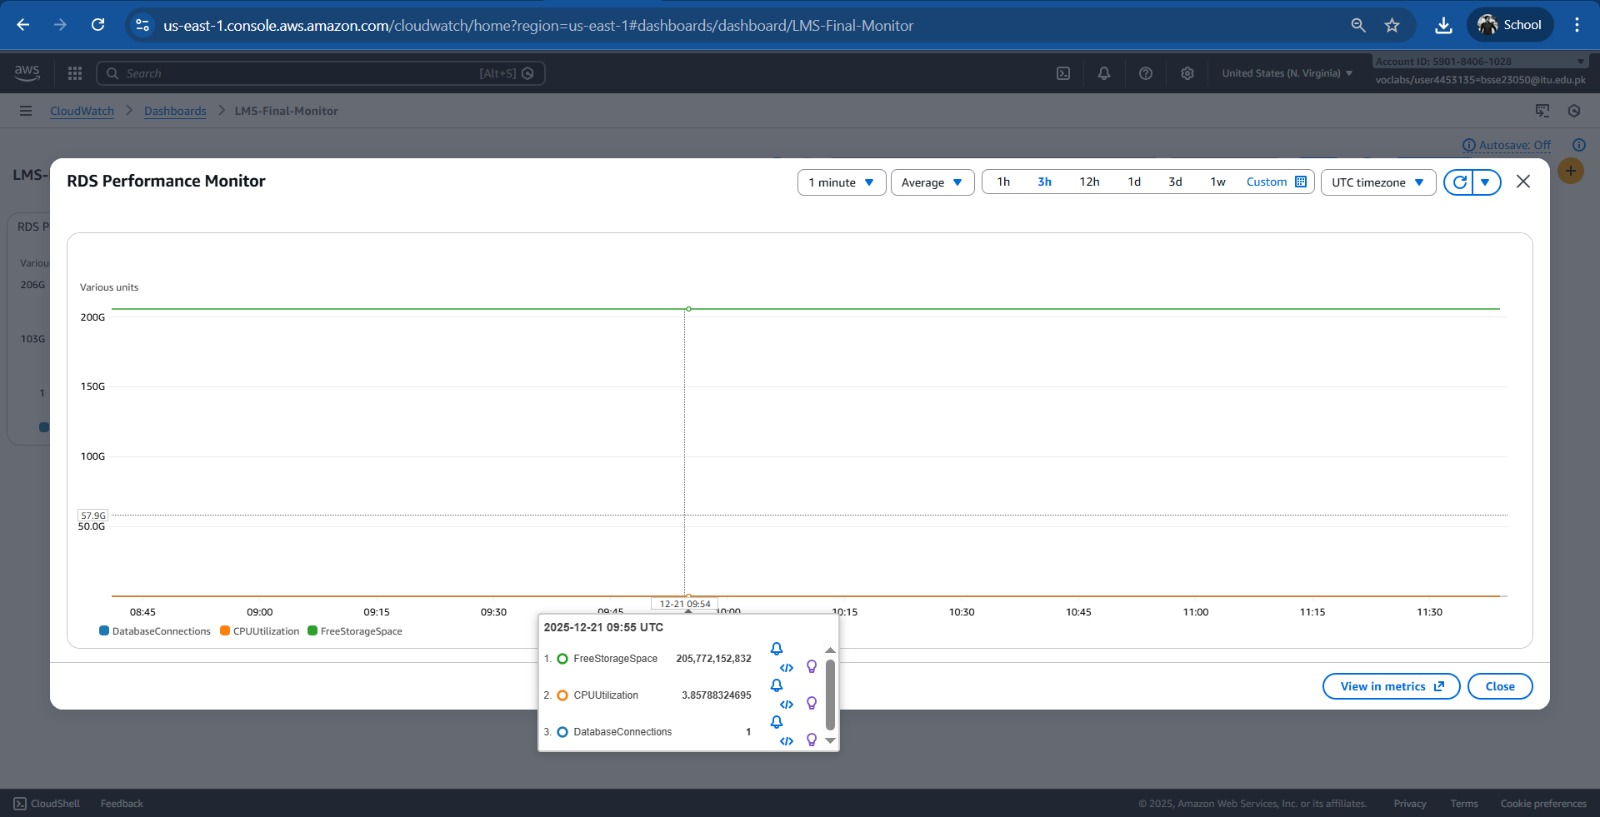 us-east-1.console.aws.amazon.com/cloudwatch/home?region=us-east-1#dashboards/dashboard/LMS-Final-Monitor
School
aws
Search
[Alt+S]
United States (N. Virginia)
Account ID: 5901-8406-1028
voclabs/user4453135=bsse23050@itu.edu.pk
CloudWatch
Dashboards
LMS-Final-Monitor
Autosave: Off
LMS-
RDS Performance Monitor
1 minute
Average
1h
3h
12h
1d
3d
1w
Custom
UTC timezone
RDS P
Variou
206G
103G
1
Various units
200G
150G
100G
57.9G
50.0G
08:45
09:00
09:15
09:30
09:45
12-21 09:54
10:00
10:15
10:30
10:45
11:00
11:15
11:30
DatabaseConnections
CPUUtilization
FreeStorageSpace
2025-12-21 09:55 UTC
1. FreeStorageSpace 205,772,152,832
2. CPUUtilization 3.85788324695
3. DatabaseConnections 1
View in metrics
Close
CloudShell
Feedback
© 2025, Amazon Web Services, Inc. or its affiliates.
Privacy
Terms
Cookie preferences